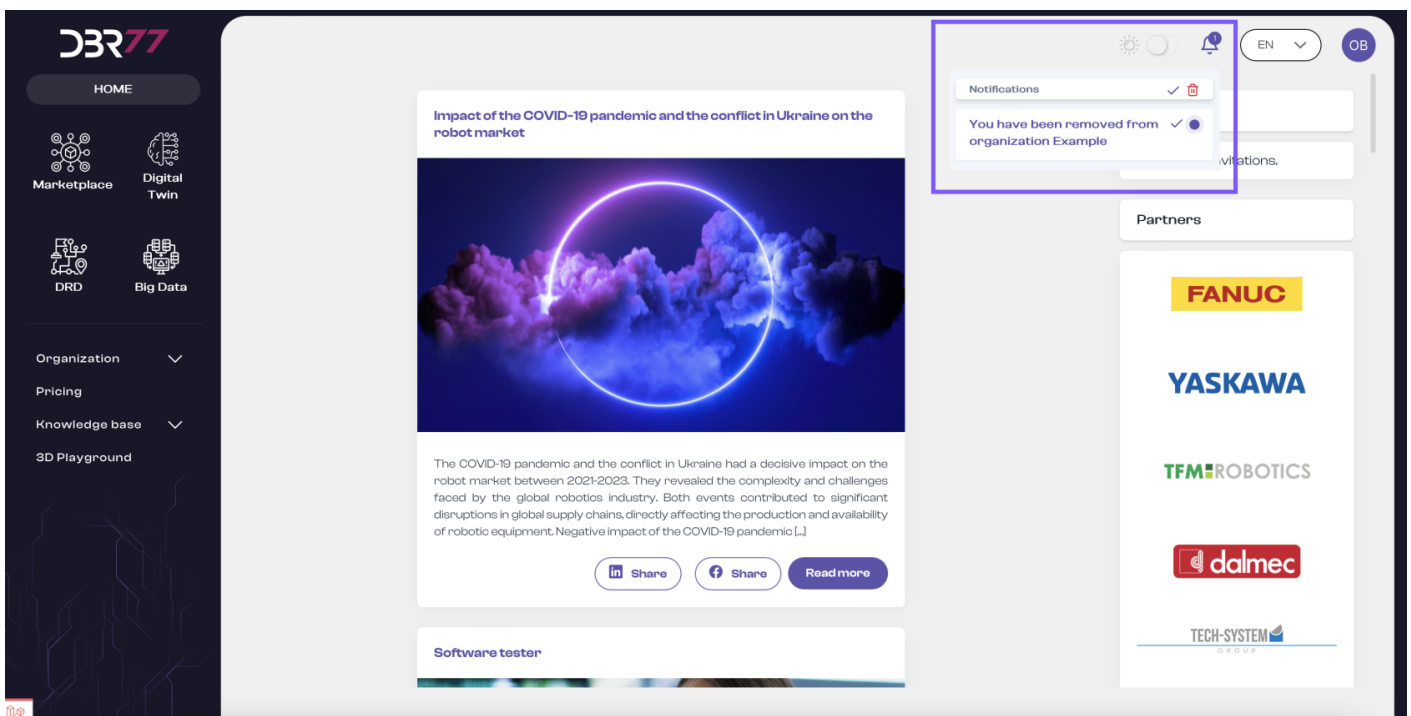 DBR77
HOME
Marketplace
Digital
Twin
DRD
Big Data
Organization
Pricing
Knowledge base
3D Playground
1
EN
OB
Notifications
You have been removed from
organization Example
Impact of the COVID-19 pandemic and the conflict in Ukraine on the
robot market
The COVID-19 pandemic and the conflict in Ukraine had a decisive impact on the
robot market between 2021-2023. They revealed the complexity and challenges
faced by the global robotics industry. Both events contributed to significant
disruptions in global supply chains, directly affecting the production and availability
of robotic equipment. Negative impact of the COVID-19 pandemic [...]
in Share
Share
Read more
Software tester
Partners
FANUC
YASKAWA
TFM ROBOTICS
dalmec
TECH-SYSTEM
GROUP